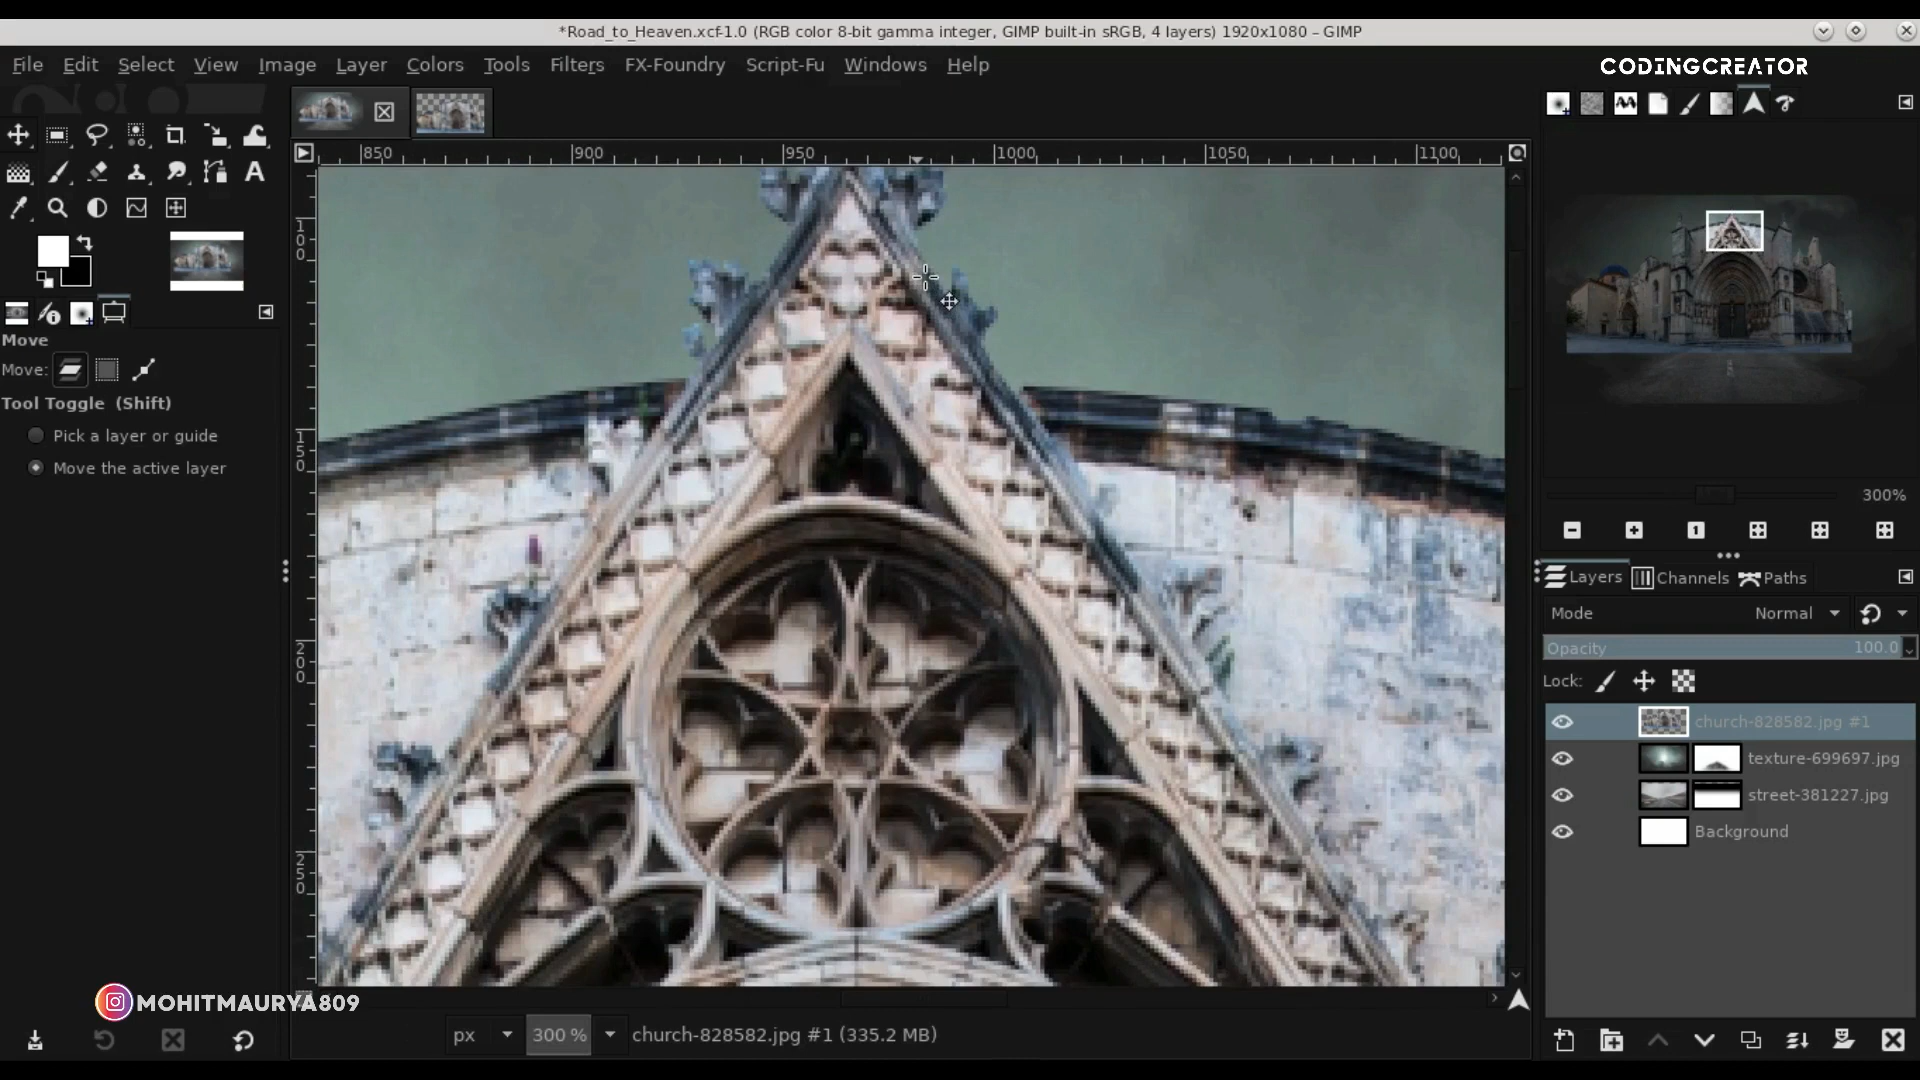 *Road_to_Heaven.xcf-1.0 (RGB color 8-bit gamma integer, GIMP built-in sRGB, 4 layers) 1920x1080 – GIMP
File Edit Select View Image Layer Colors Tools Filters FX-Foundry Script-Fu Windows Help
CODINGCREATOR
850 900 950 1000 1050 1100
100
150
200
250
Move
Move:
Tool Toggle (Shift)
Pick a layer or guide
Move the active layer
300%
Layers Channels Paths
Mode Normal
Opacity 100.0
Lock:
church-828582.jpg #1
texture-699697.jpg
street-381227.jpg
Background
MOHITMAURYA809
px 300 % church-828582.jpg #1 (335.2 MB)